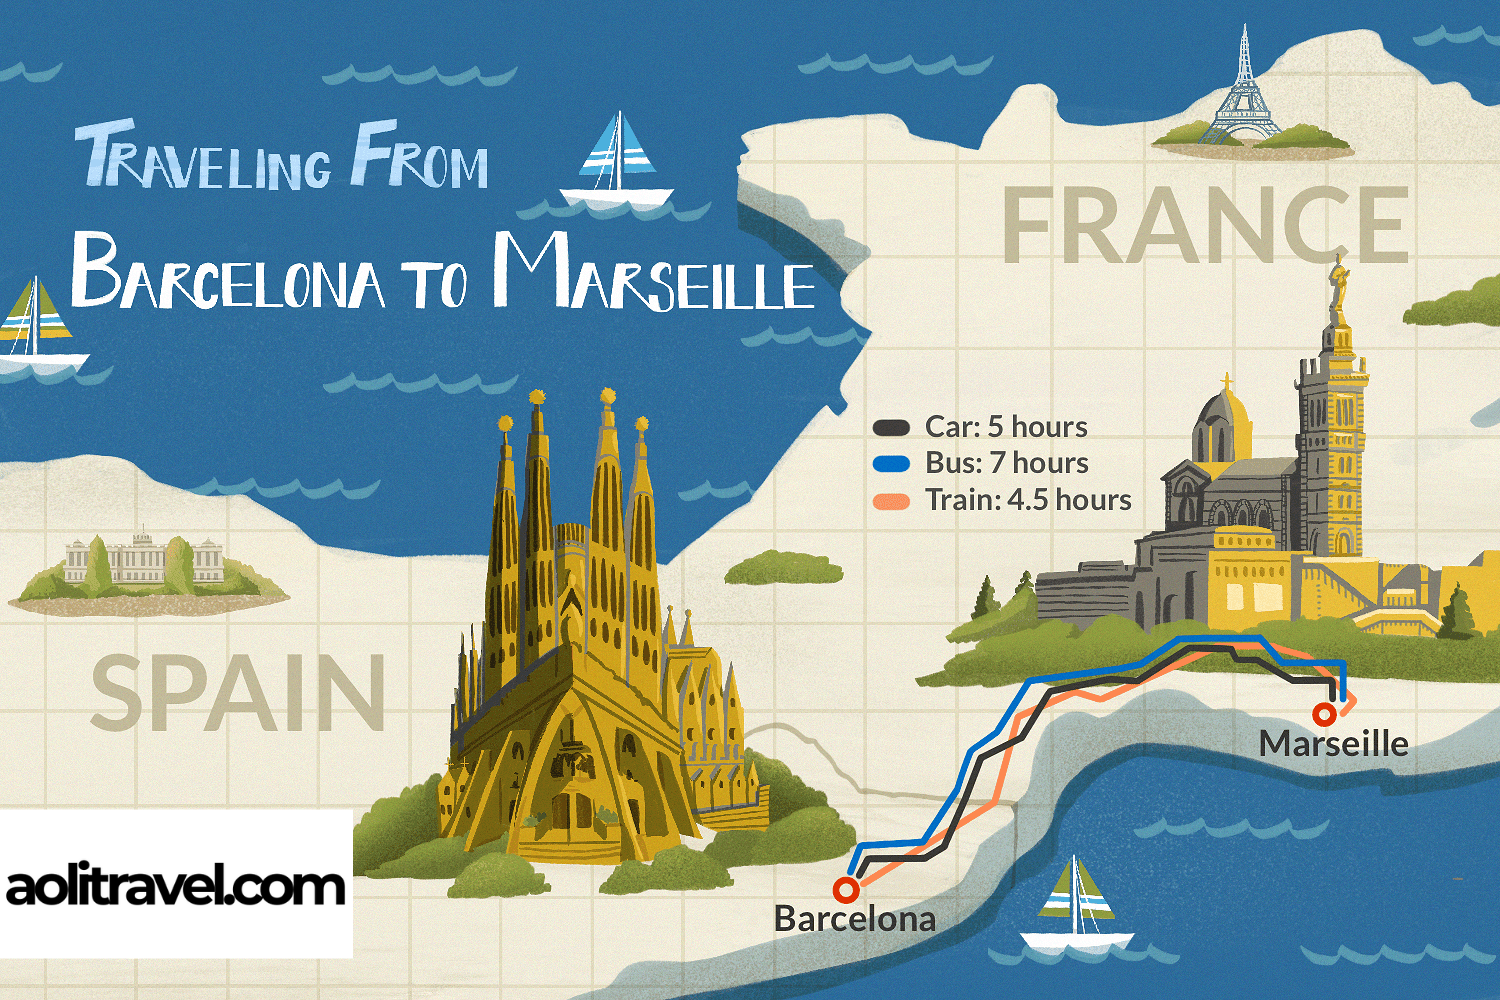 Traveling From
Barcelona to Marseille
FRANCE
Car: 5 hours
Bus: 7 hours
Train: 4.5 hours
SPAIN
Marseille
aolitravel.com
Barcelona